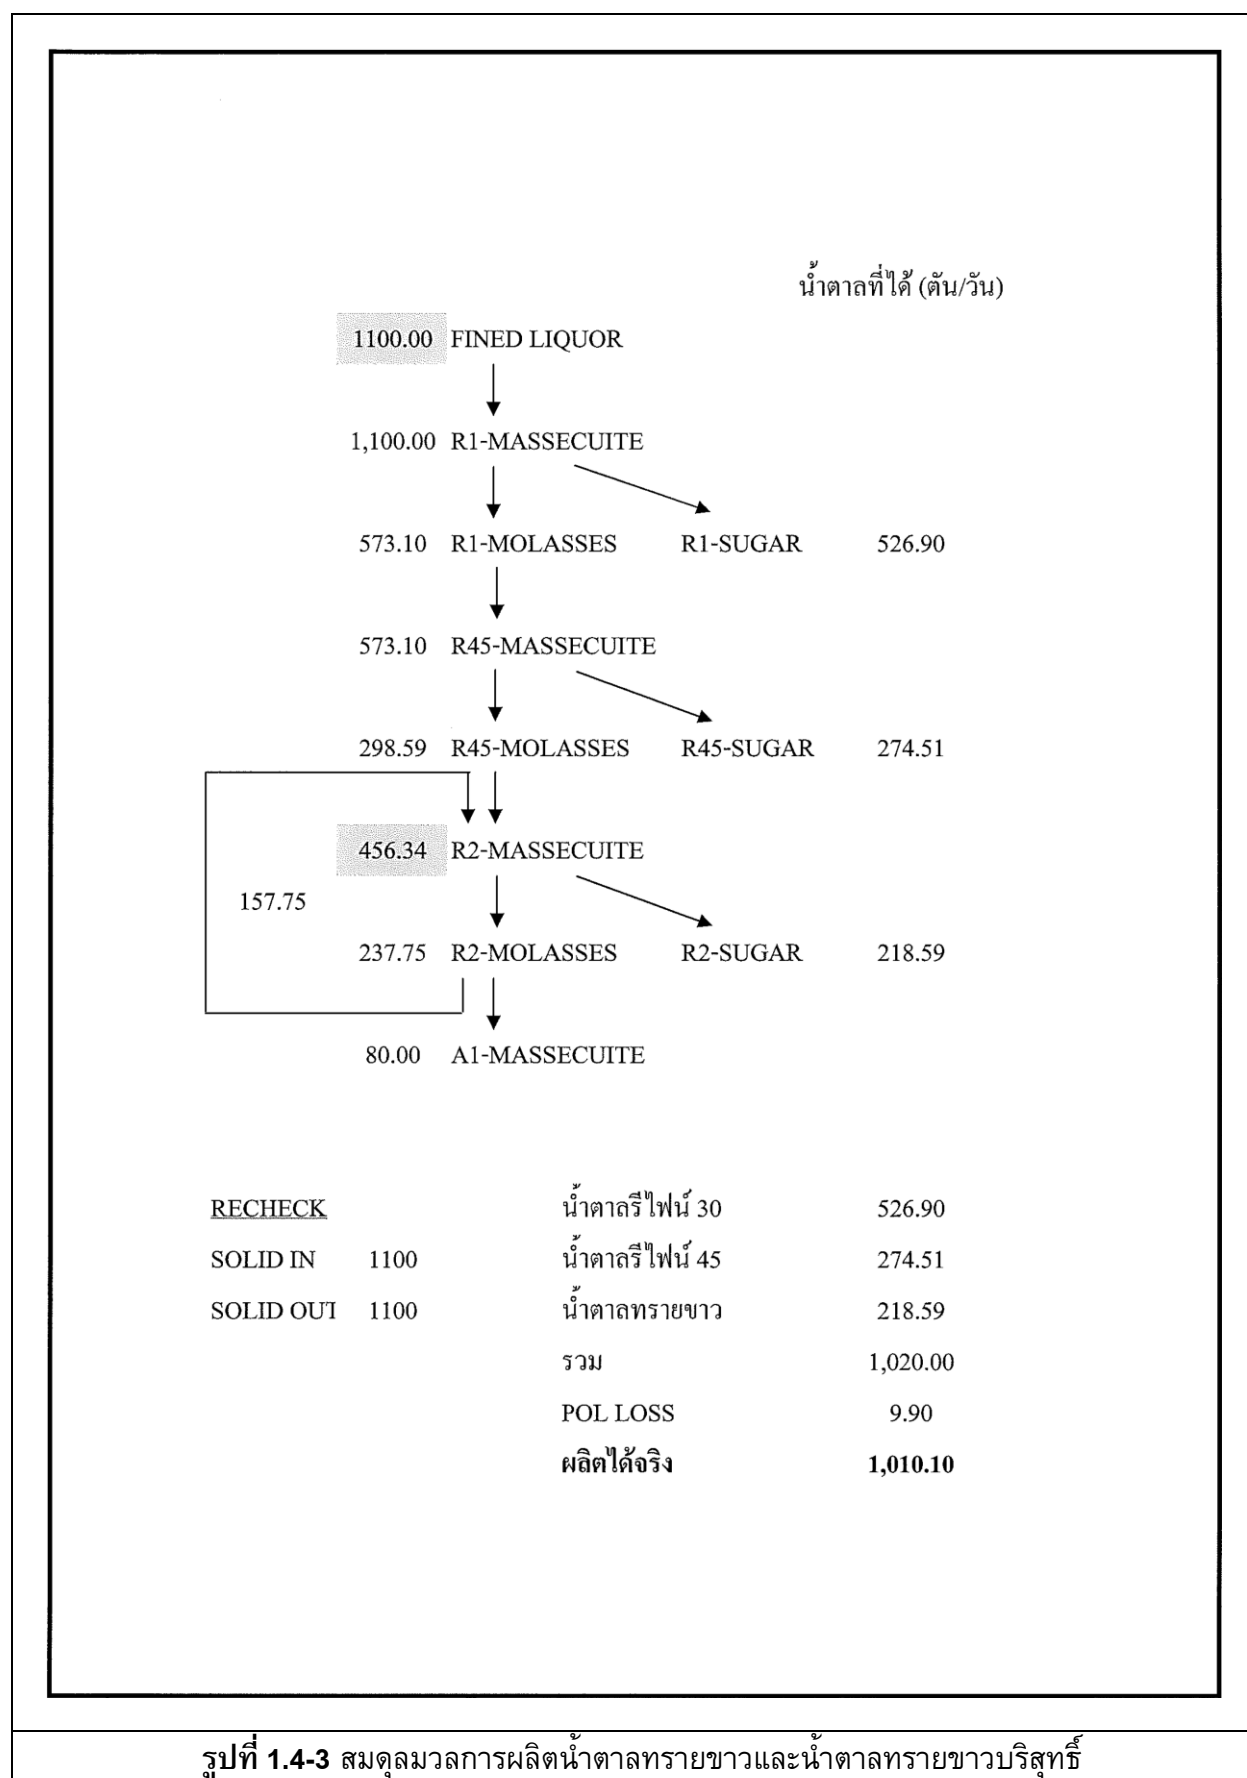 น้ำตาลที่ได้ (ตัน/วัน)
1100.00 FINED LIQUOR
1,100.00 R1-MASSECUITE
573.10 R1-MOLASSES R1-SUGAR 526.90
573.10 R45-MASSECUITE
298.59 R45-MOLASSES R45-SUGAR 274.51
456.34 R2-MASSECUITE
157.75
237.75 R2-MOLASSES R2-SUGAR 218.59
80.00 A1-MASSECUITE
RECHECK น้ำตาลรีไฟน์ 30 526.90
SOLID IN 1100 น้ำตาลรีไฟน์ 45 274.51
SOLID OUT 1100 น้ำตาลทรายขาว 218.59
รวม 1,020.00
POL LOSS 9.90
ผลิตได้จริง 1,010.10
รูปที่ 1.4-3 สมดุลมวลการผลิตน้ำตาลทรายขาวและน้ำตาลทรายขาวบริสุทธิ์